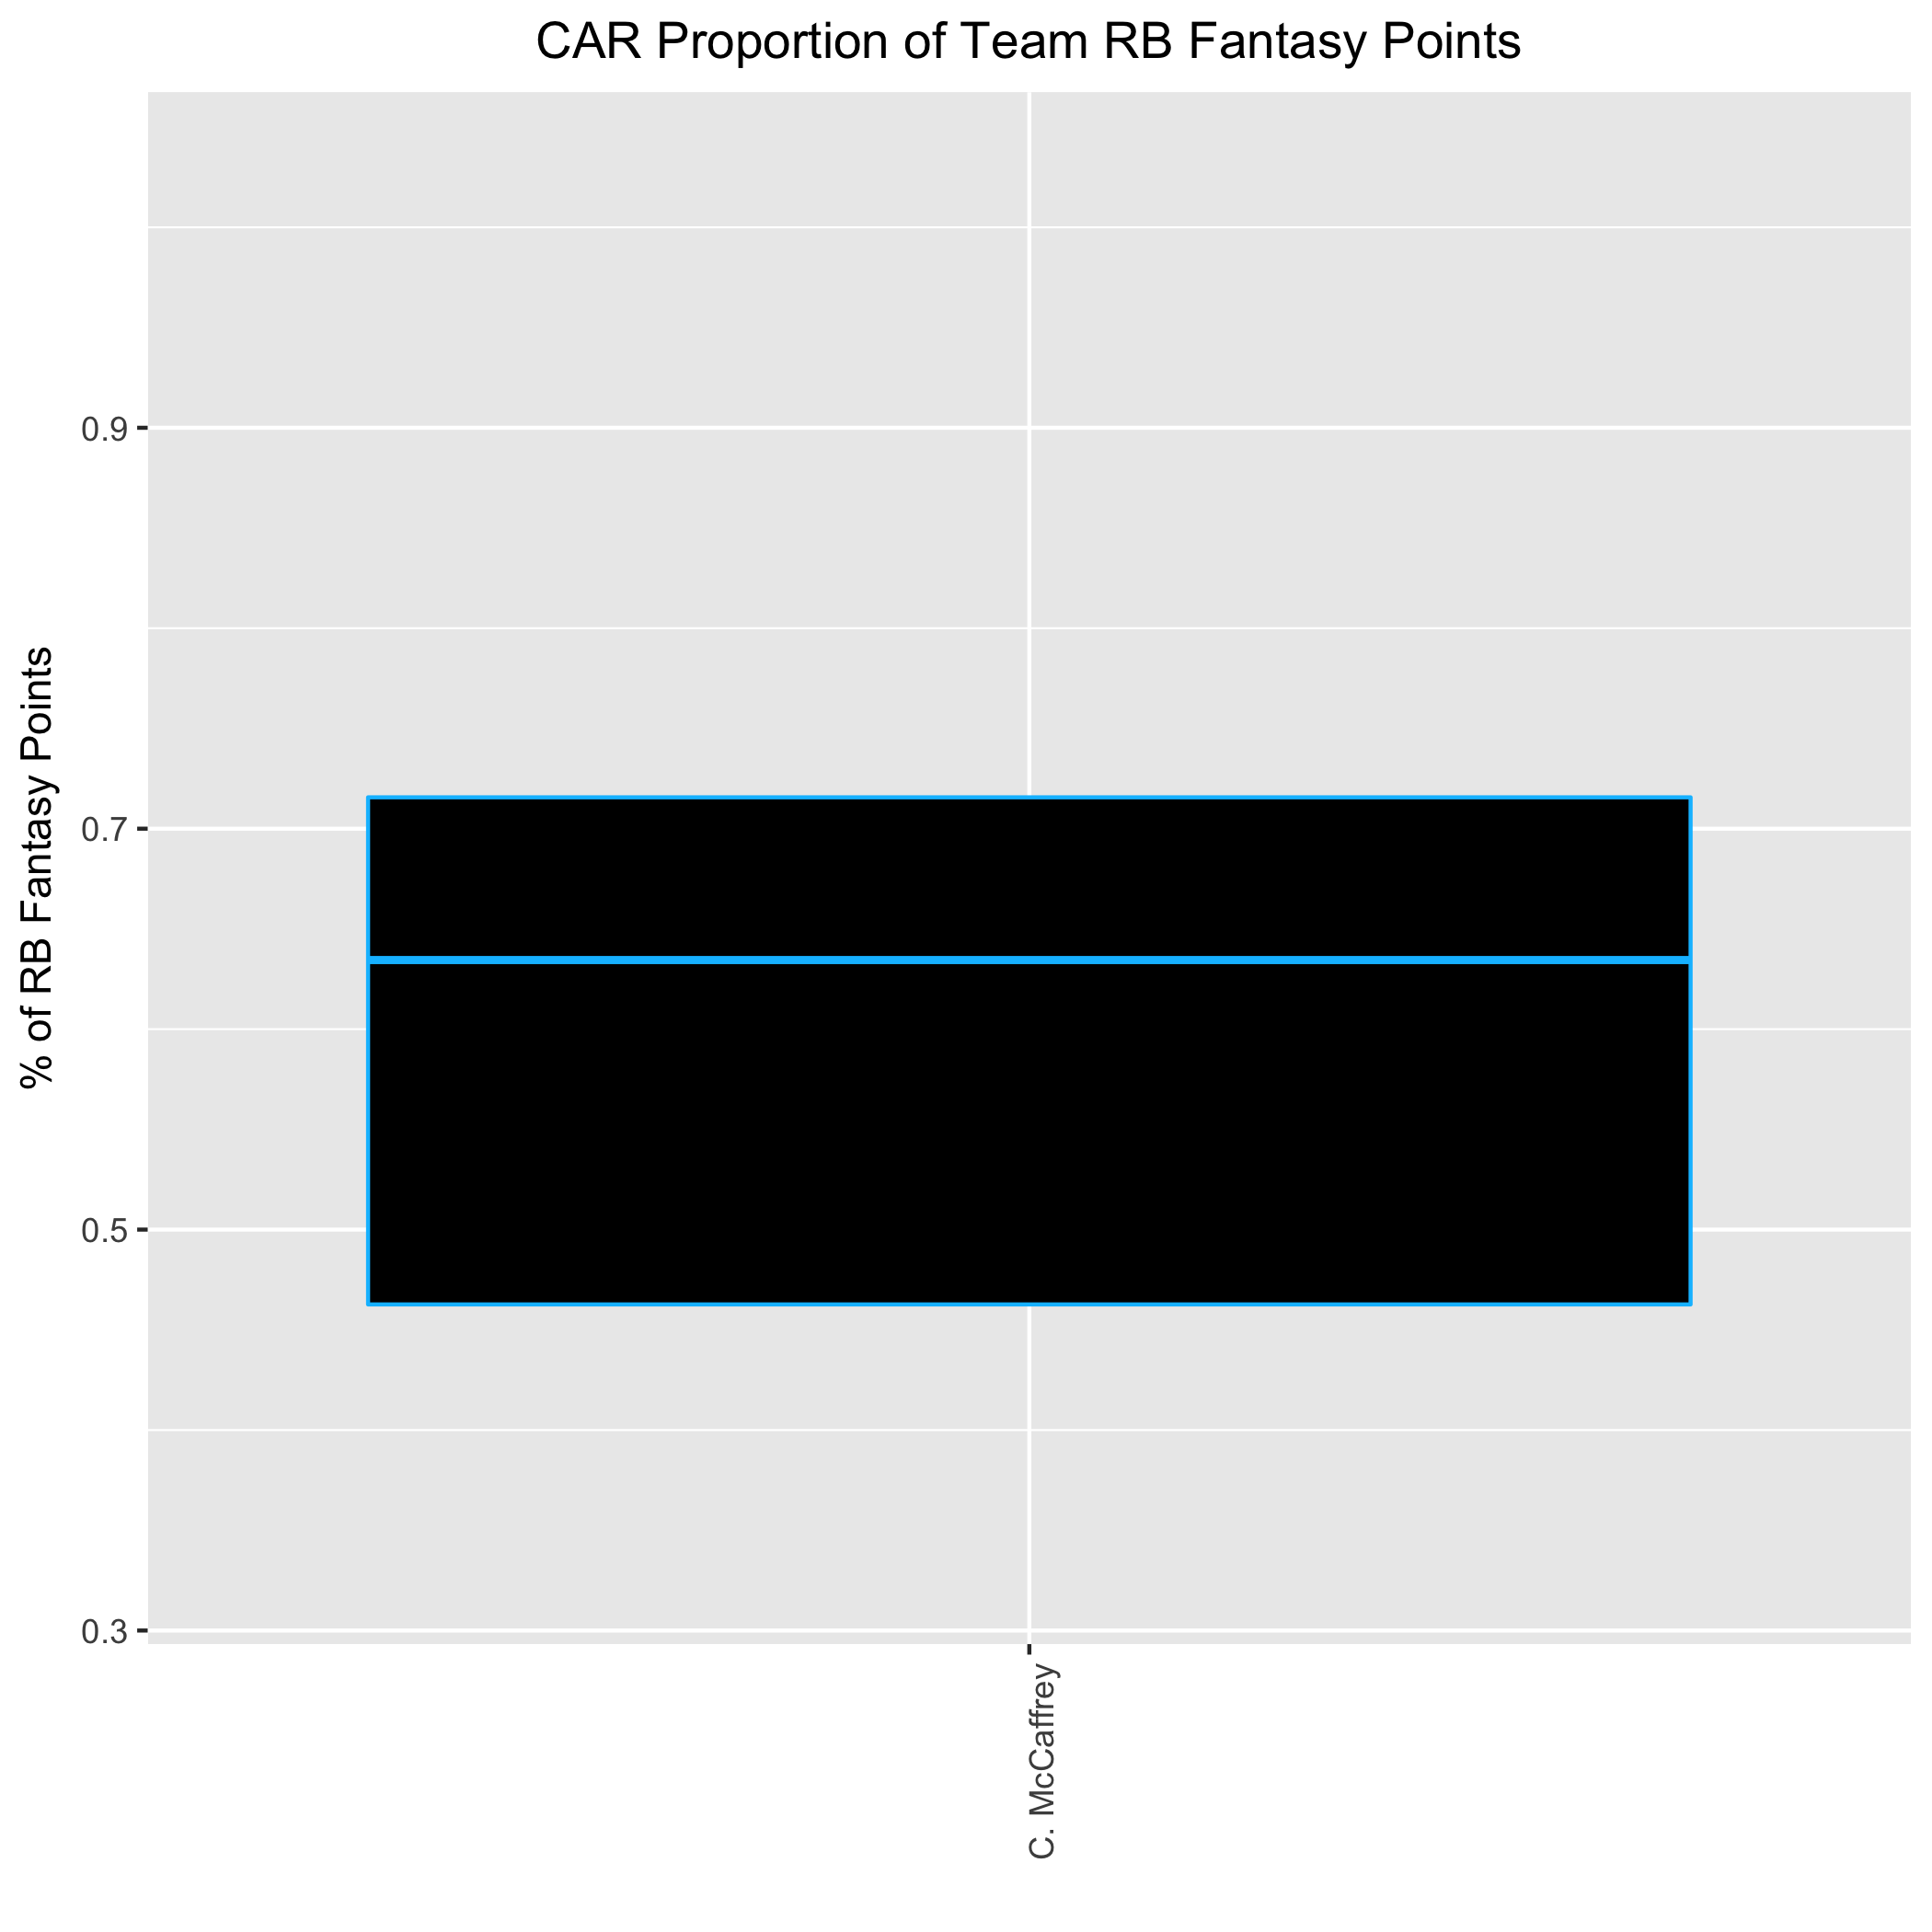 CAR Proportion of Team RB Fantasy Points
% of RB Fantasy Points
0.9
0.7
0.5
0.3
C. McCaffrey